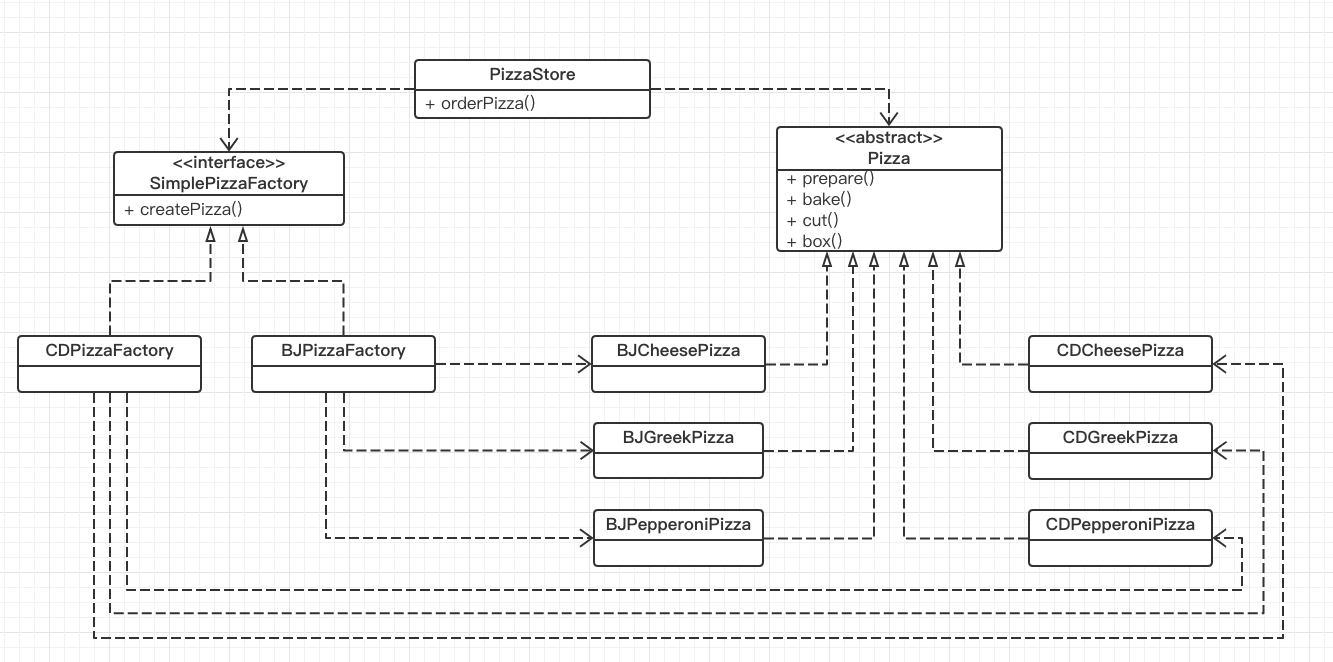 PizzaStore
+ orderPizza()
<<interface>>
SimplePizzaFactory
+ createPizza()
<<abstract>>
Pizza
+ prepare()
+ bake()
+ cut()
+ box()
CDPizzaFactory
BJPizzaFactory
BJCheesePizza
CDCheesePizza
BJGreekPizza
CDGreekPizza
BJPepperoniPizza
CDPepperoniPizza